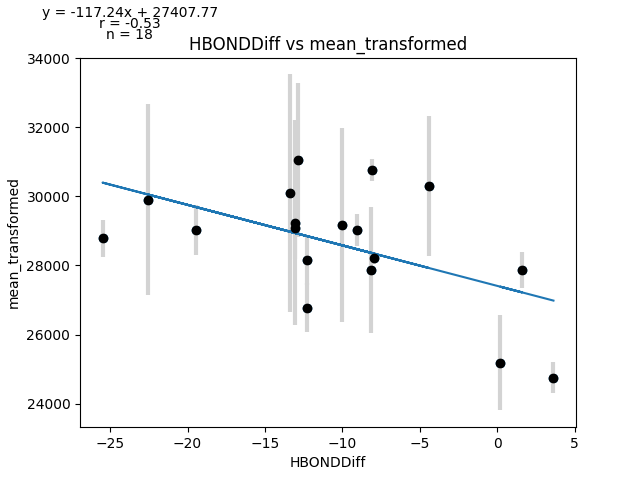 y = -117.24x + 27407.77
r = -0.53
n = 18
HBONDDiff vs mean_transformed
34000
32000
30000
28000
26000
24000
mean_transformed
−25
−20
−15
−10
−5
0
5
HBONDDiff